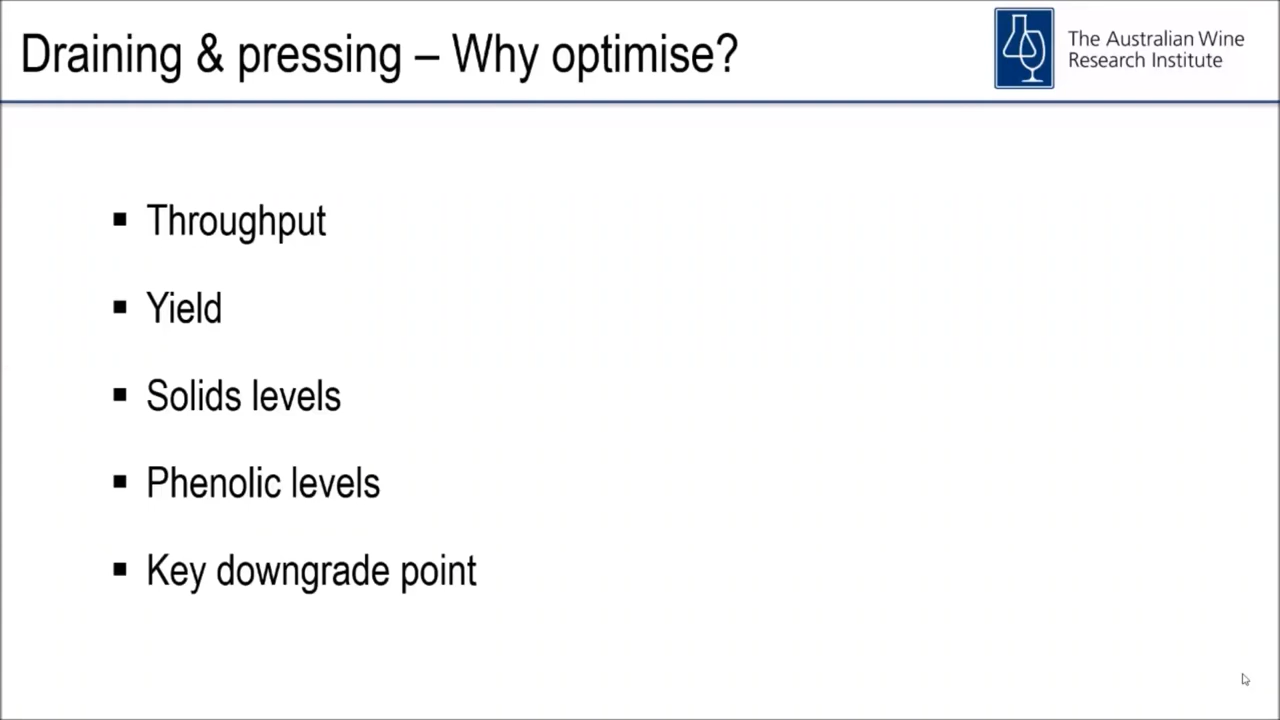 Draining & pressing – Why optimise?
The Australian Wine
Research Institute
▪ Throughput
▪ Yield
▪ Solids levels
▪ Phenolic levels
▪ Key downgrade point